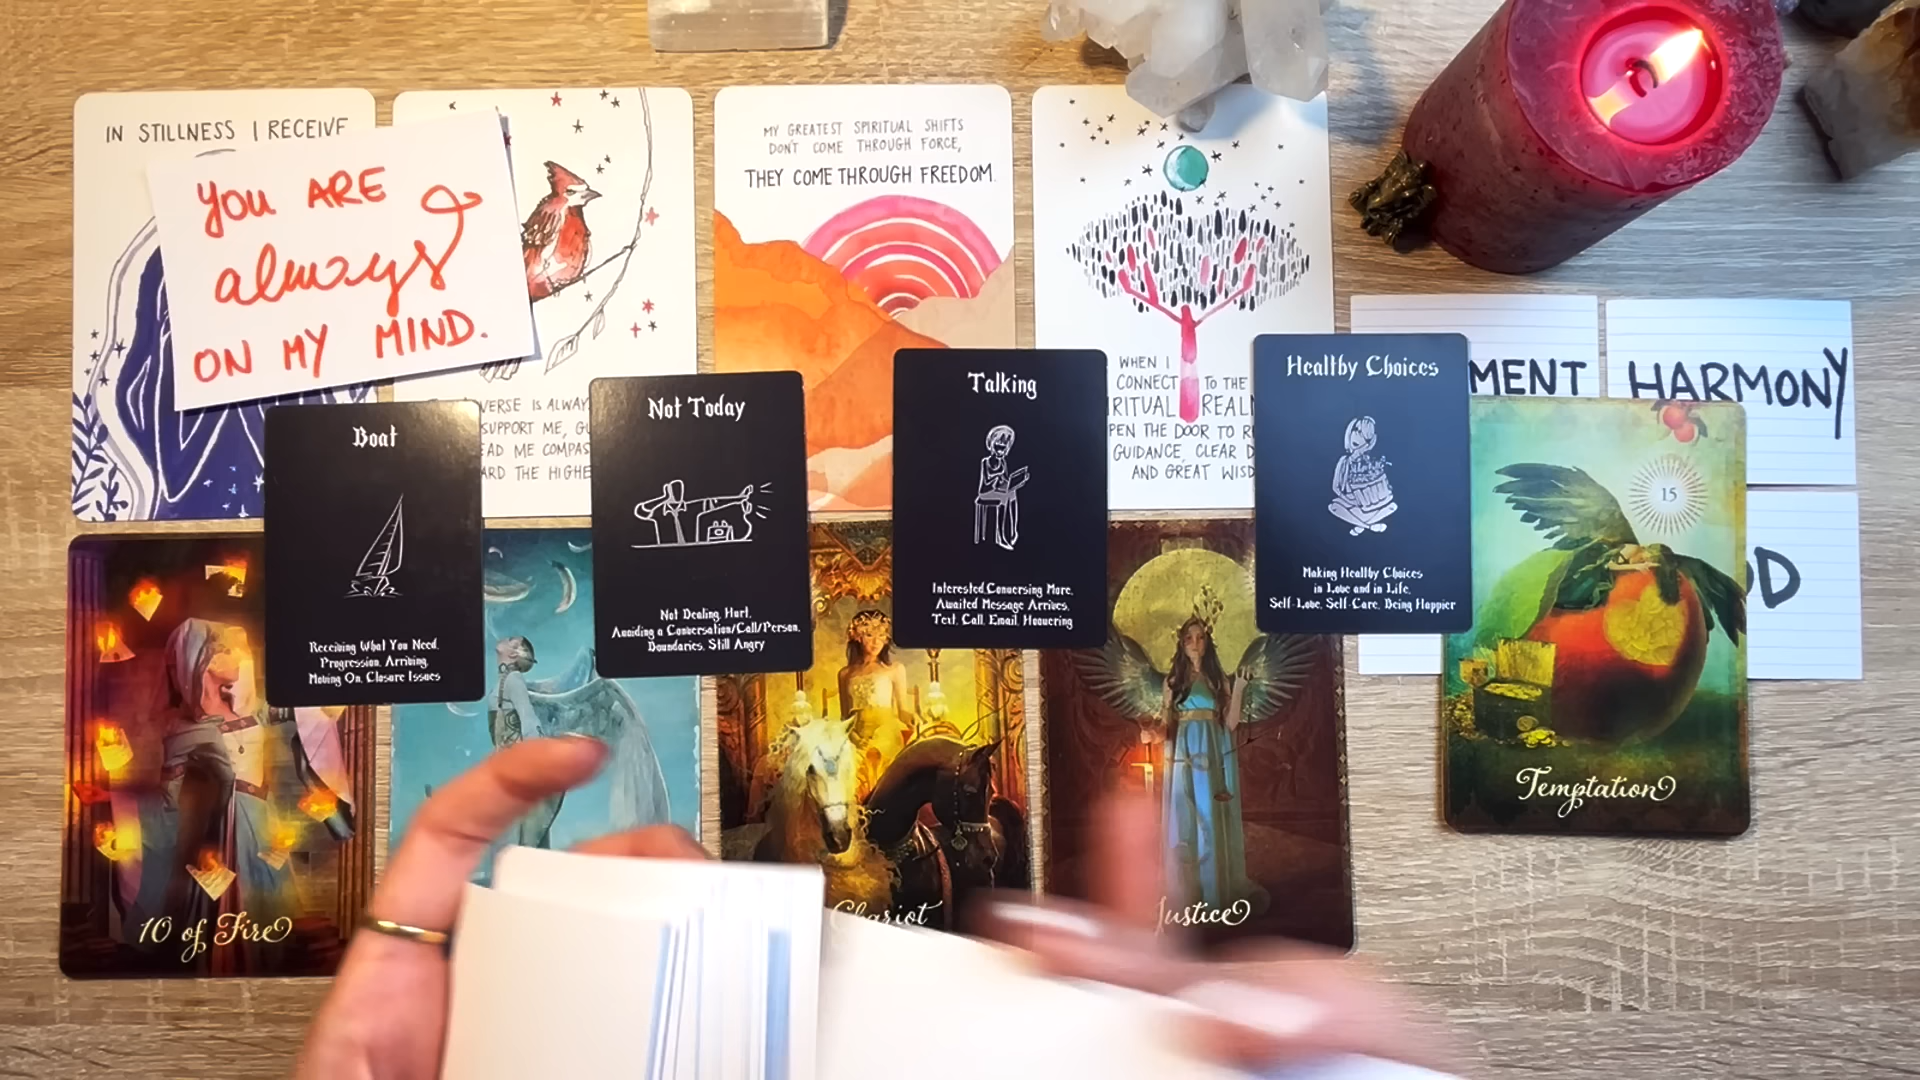 IN STILLNESS I RECEIVE
YOU ARE
always
ON MY MIND.
VERSE IS ALWAY
SUPPORT ME, GU
EAD ME COMPAS
ARD THE HIGHE
MY GREATEST SPIRITUAL SHIFTS
DON'T COME THROUGH FORCE,
THEY COME THROUGH FREEDOM.
WHEN I
CONNECT TO THE
RITUAL REALM
PEN THE DOOR TO R
GUIDANCE, CLEAR D
AND GREAT WISD
MENT
HARMONY
Boat
Receiving What You Need,
Progression, Arriving,
Moving On, Closure Issues
Not Today
Not Dealing, Hurt,
Avoiding a Conversation/Call/Person,
Boundaries, Still Angry
Talking
Interested, Conversing More,
Awaited Message Arrives,
Text, Call, Email, Hoovering
Healthy Choices
Making Healthy Choices
in Love and in Life,
Self-Love, Self-Care, Being Happier
15
Temptation
10 of Fire
Chariot
Justice